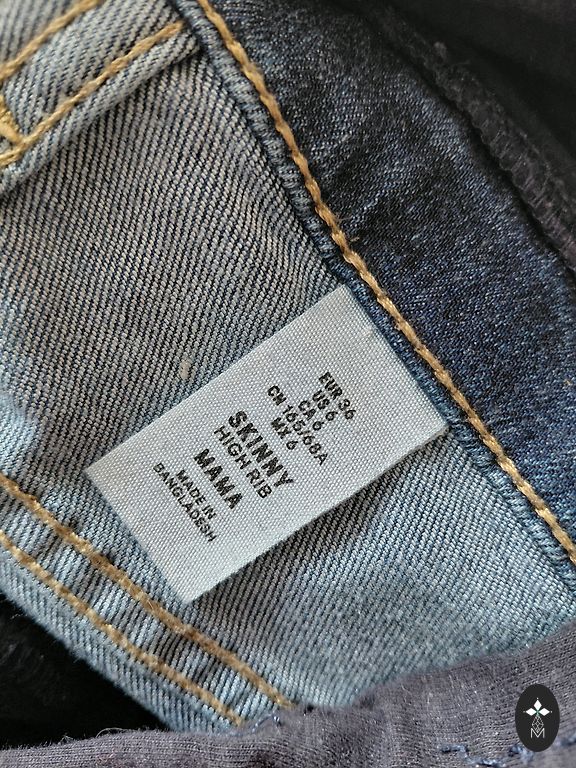 EUR 36
US 6
CA 6
CN 165/68A
MX 6
SKINNY
HIGH RIB
MAMA
MADE IN
BANGLADESH
M